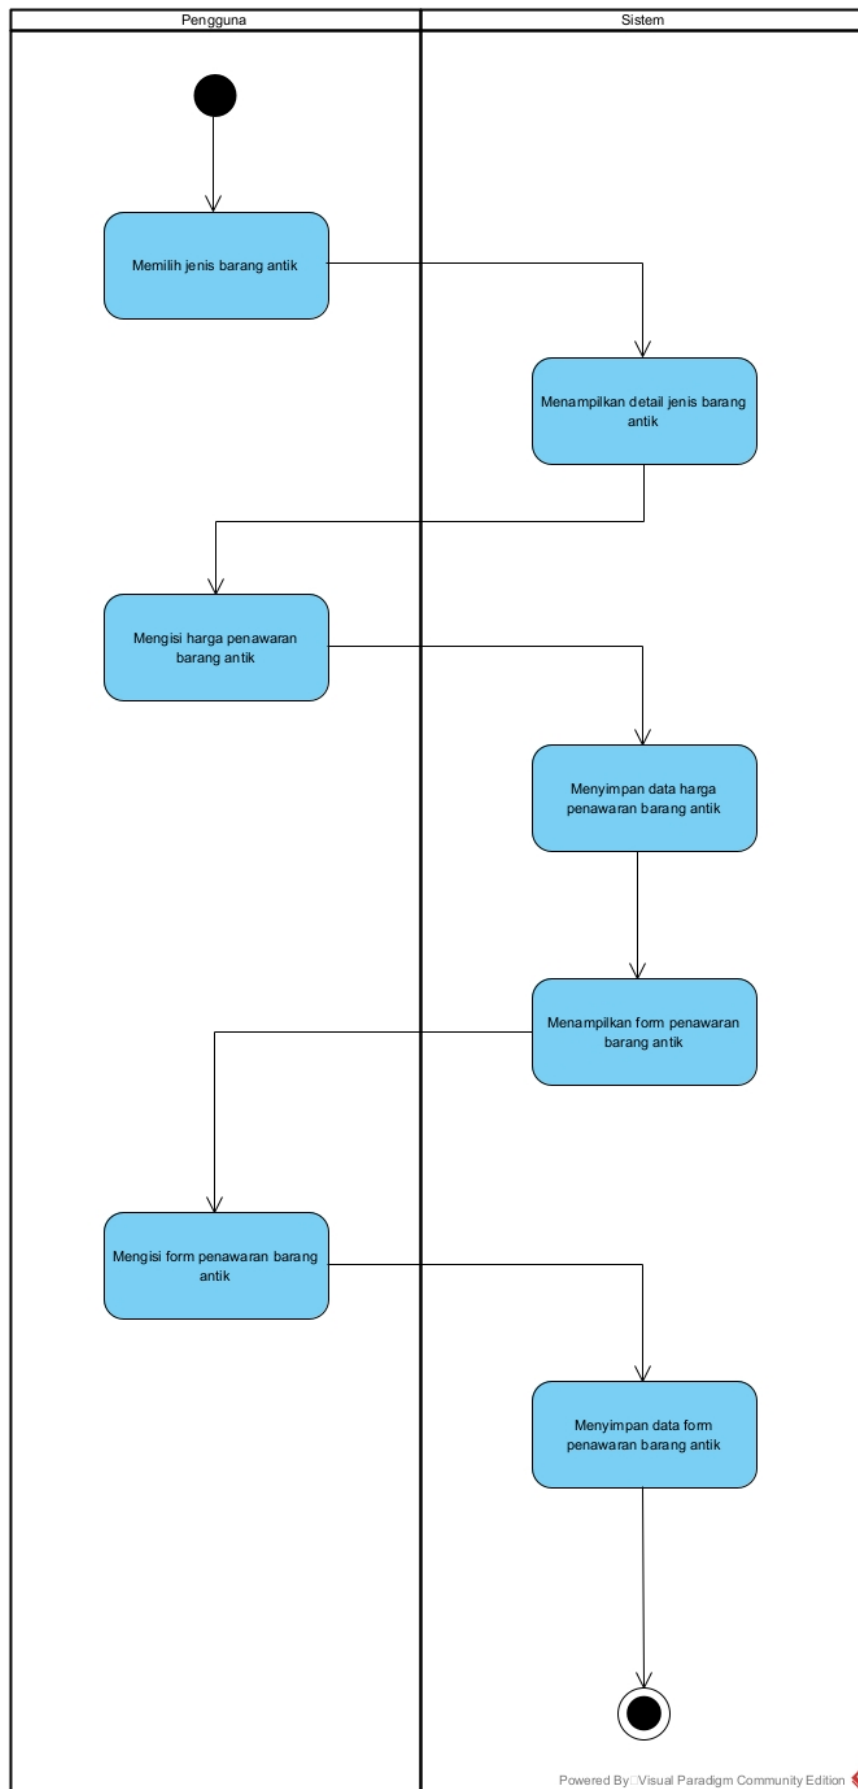 Pengguna
Sistem
Memilih jenis barang antik
Menampilkan detail jenis barang
antik
Mengisi harga penawaran
barang antik
Menyimpan data harga
penawaran barang antik
Menampilkan form penawaran
barang antik
Mengisi form penawaran barang
antik
Menyimpan data form
penawaran barang antik
Powered By Visual Paradigm Community Edition